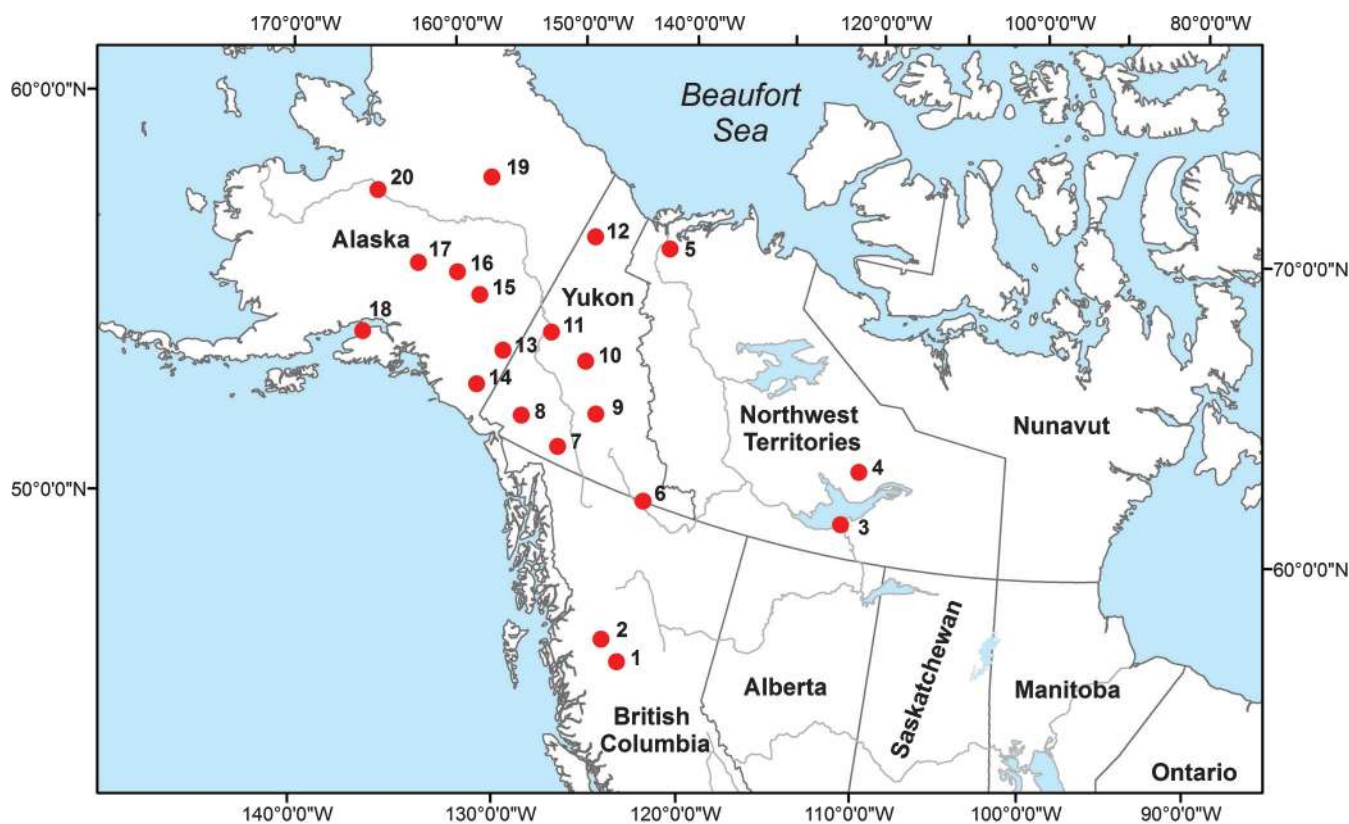 170°0'0"W 160°0'0"W 150°0'0"W 140°0'0"W 120°0'0"W 100°0'0"W 80°0'0"W
60°0'0"N
Beaufort
Sea
19
20
12
Alaska
5
17
16
70°0'0"N
15
Yukon
18
11
13
10
14
8
9
Northwest
Territories
Nunavut
7
4
50°0'0"N
6
3
60°0'0"N
2
1
Alberta
Saskatchewan
Manitoba
British
Columbia
Ontario
140°0'0"W 130°0'0"W 120°0'0"W 110°0'0"W 100°0'0"W 90°0'0"W